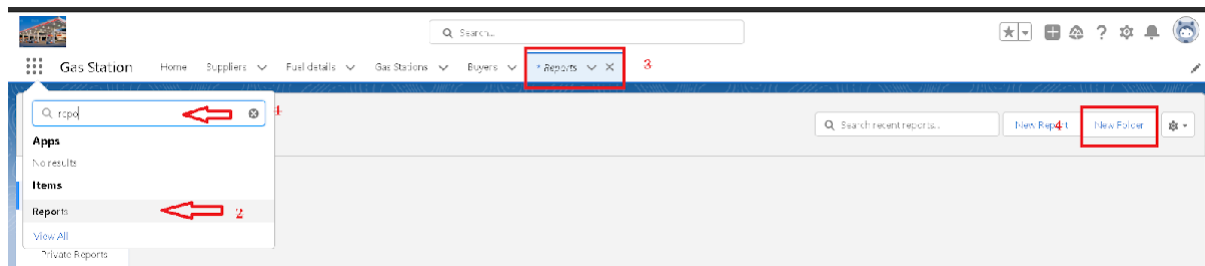 Search...
Gas Station Home Suppliers Fuel details Gas Stations Buyers * Reports 3
repo 1
Search recent reports... New Report 4 New Folder
Apps
No results
Items
Reports 2
View All
Private Reports